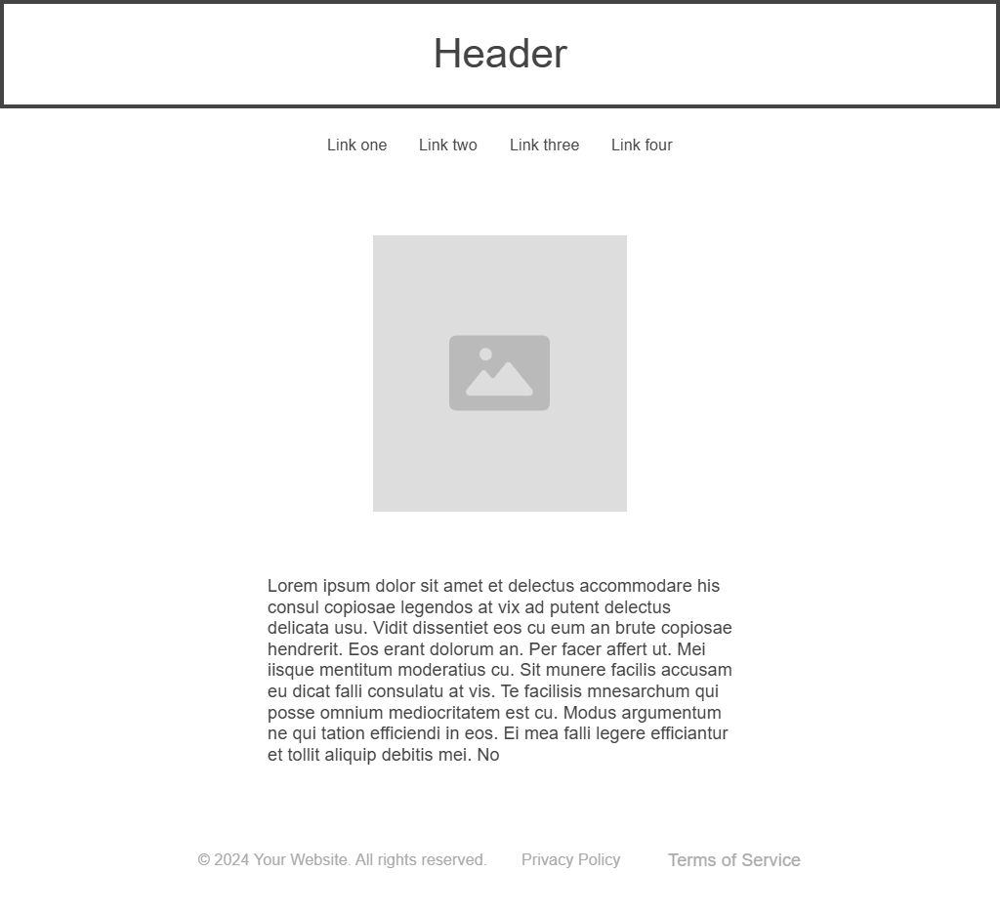 Header
Link one Link two Link three Link four
Lorem ipsum dolor sit amet et delectus accommodare his
consul copiosae legendos at vix ad putent delectus
delicata usu. Vidit dissentiet eos cu eum an brute copiosae
hendrerit. Eos erant dolorum an. Per facer affert ut. Mei
iisque mentitum moderatius cu. Sit munere facilis accusam
eu dicat falli consulatu at vis. Te facilisis mnesarchum qui
posse omnium mediocritatem est cu. Modus argumentum
ne qui tation efficiendi in eos. Ei mea falli legere efficiantur
et tollit aliquip debitis mei. No
© 2024 Your Website. All rights reserved. Privacy Policy Terms of Service